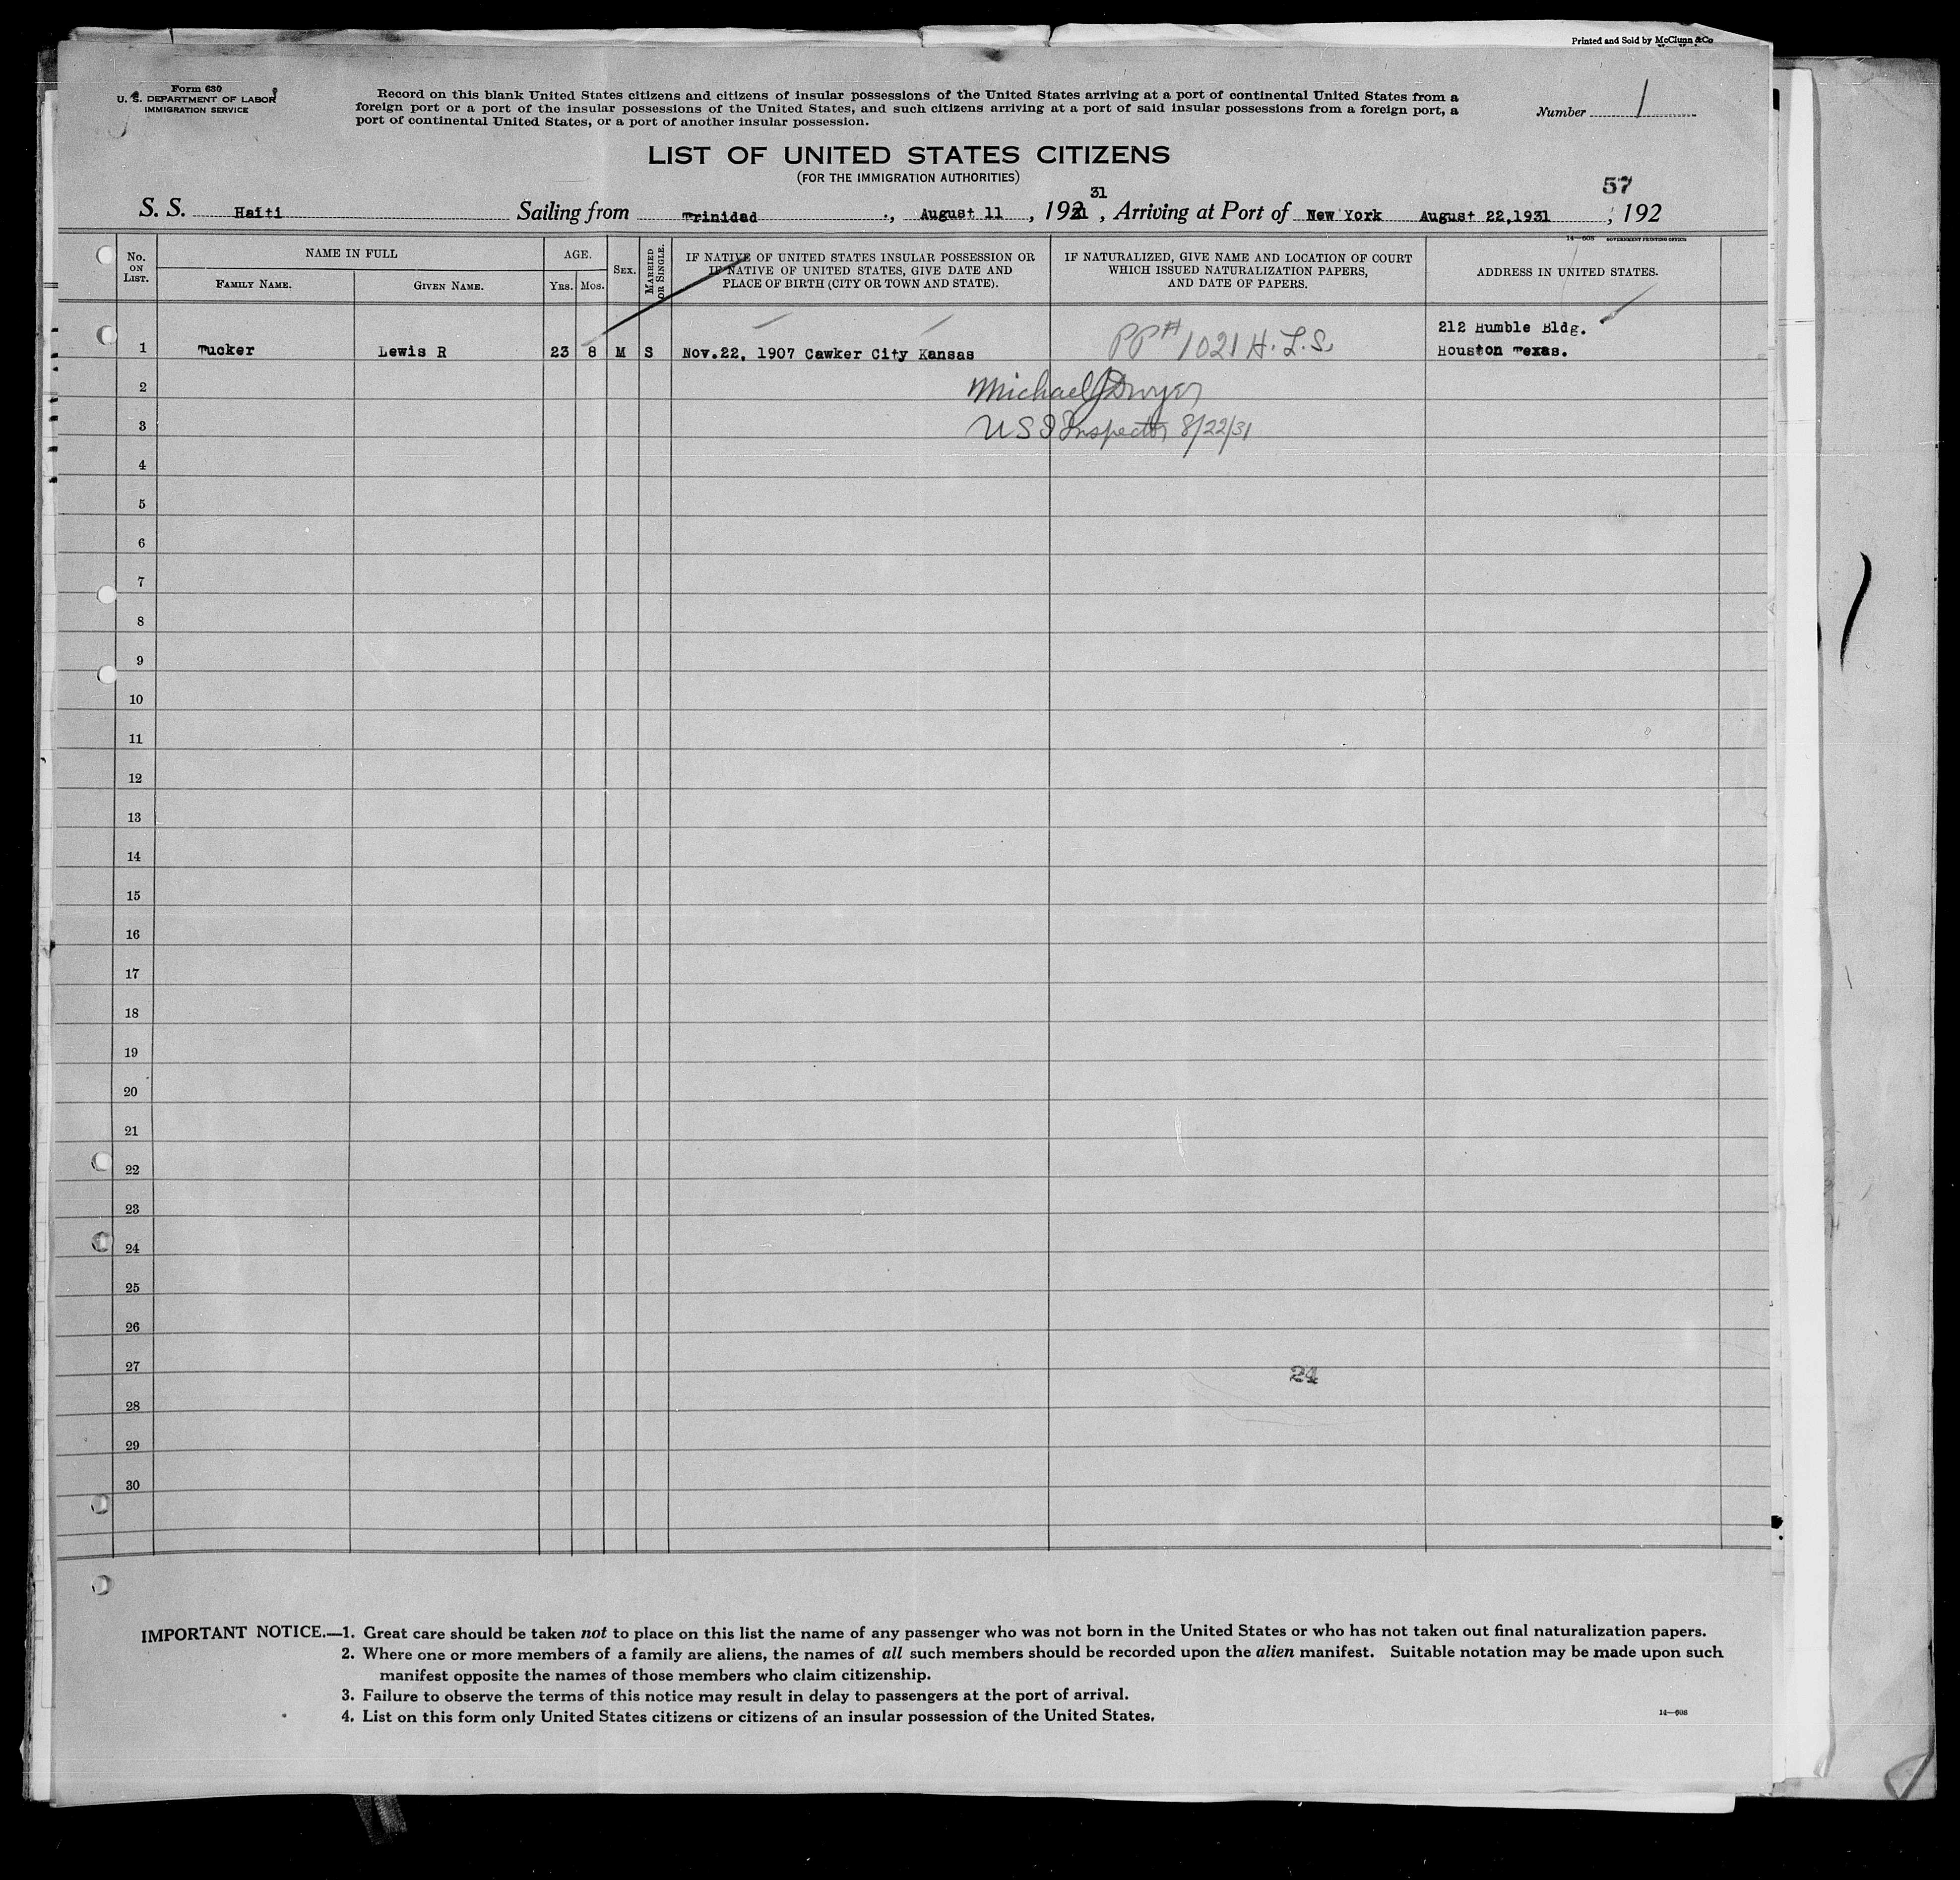 Printed and Sold by McClunn & Co
Form 630
U. S. DEPARTMENT OF LABOR
IMMIGRATION SERVICE
Record on this blank United States citizens and citizens of insular possessions of the United States arriving at a port of continental United States from a
foreign port or a port of the insular possessions of the United States, and such citizens arriving at a port of said insular possessions from a foreign port, a
port of continental United States, or a port of another insular possession.
Number 1
LIST OF UNITED STATES CITIZENS
(FOR THE IMMIGRATION AUTHORITIES)
57
31
S. S. Haiti Sailing from Trinidad, August 11, 192, Arriving at Port of New York August 22, 1931, 192
14—608 GOVERNMENT PRINTING OFFICE
No. ON LIST.
NAME IN FULL
FAMILY NAME.
GIVEN NAME.
AGE.
YRS.
MOS.
SEX.
MARRIED OR SINGLE.
IF NATIVE OF UNITED STATES INSULAR POSSESSION OR
IF NATIVE OF UNITED STATES, GIVE DATE AND
PLACE OF BIRTH (CITY OR TOWN AND STATE).
IF NATURALIZED, GIVE NAME AND LOCATION OF COURT
WHICH ISSUED NATURALIZATION PAPERS,
AND DATE OF PAPERS.
ADDRESS IN UNITED STATES.
212 Humble Bldg.
1 Tucker Lewis R 23 8 M S Nov.22, 1907 Cawker City Kansas PP# 1021 H. L. S. Houston Texas.
2 Michael J Dwyer
3 U S I Inspector 8/22/31
4
5
6
7
8
9
10
11
12
13
14
15
16
17
18
19
20
21
22
23
24
25
26
27 24
28
29
30
IMPORTANT NOTICE.—1. Great care should be taken not to place on this list the name of any passenger who was not born in the United States or who has not taken out final naturalization papers.
2. Where one or more members of a family are aliens, the names of all such members should be recorded upon the alien manifest. Suitable notation may be made upon such
manifest opposite the names of those members who claim citizenship.
3. Failure to observe the terms of this notice may result in delay to passengers at the port of arrival.
4. List on this form only United States citizens or citizens of an insular possession of the United States.
14—608